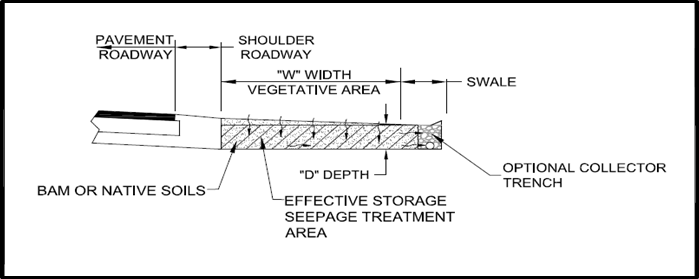 PAVEMENT
ROADWAY
SHOULDER
ROADWAY
"W" WIDTH
VEGETATIVE AREA
SWALE
"D" DEPTH
OPTIONAL COLLECTOR
TRENCH
BAM OR NATIVE SOILS
EFFECTIVE STORAGE
SEEPAGE TREATMENT
AREA